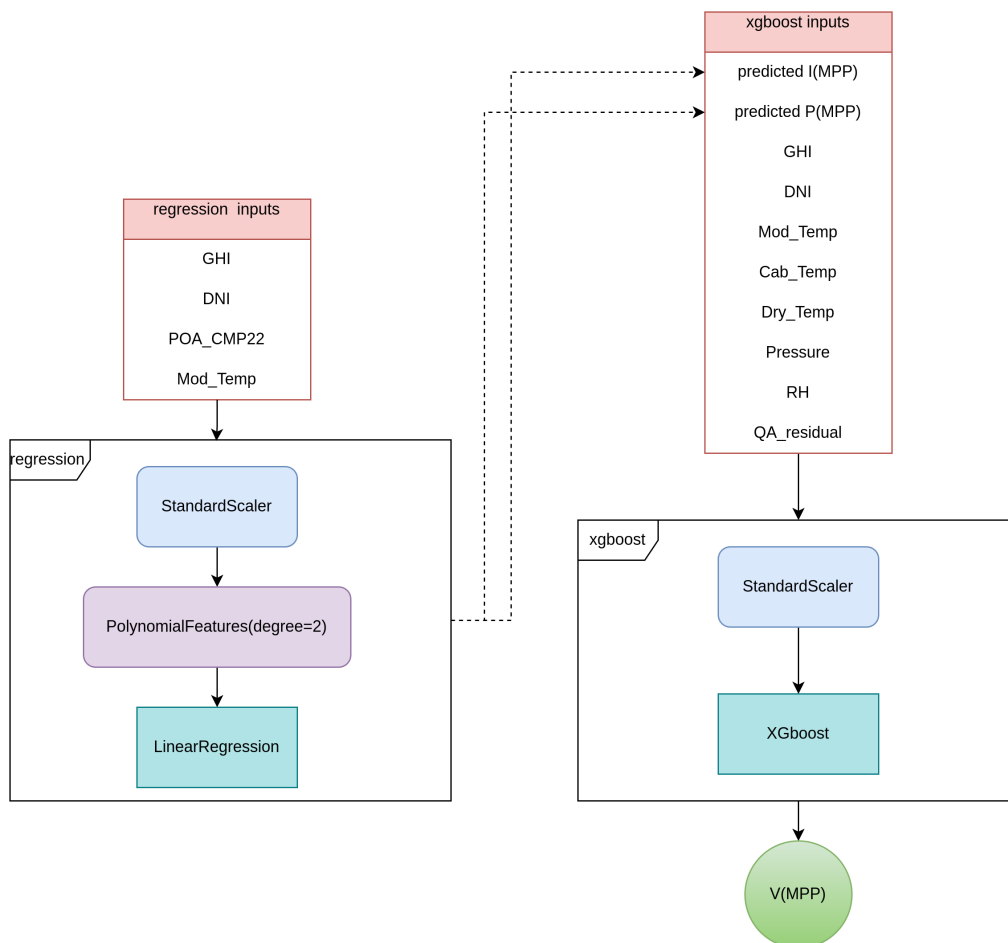 regression  inputs
GHI
DNI
POA_CMP22
Mod_Temp
regression
StandardScaler
PolynomialFeatures(degree=2)
LinearRegression
xgboost inputs
predicted I(MPP)
predicted P(MPP)
GHI
DNI
Mod_Temp
Cab_Temp
Dry_Temp
Pressure
RH
QA_residual
xgboost
StandardScaler
XGboost
V(MPP)